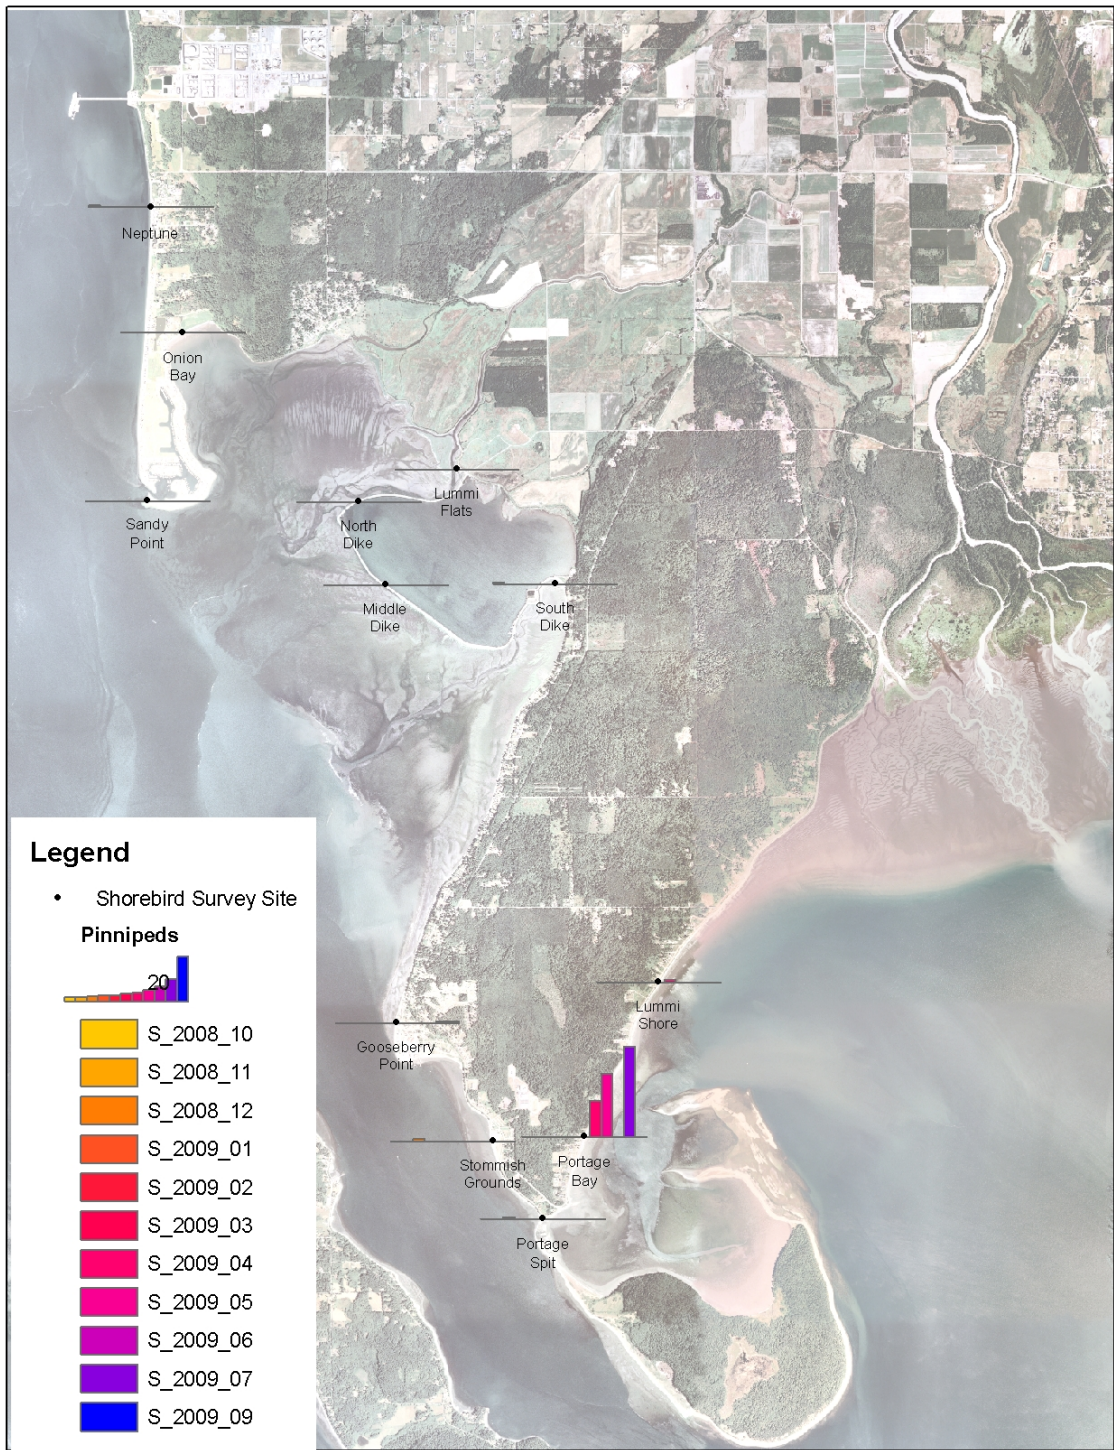 Neptune
Onion
Bay
Lummi
Flats
Sandy
Point
North
Dike
Middle
Dike
South
Dike
Legend
Shorebird Survey Site
Pinnipeds
20
S_2008_10
S_2008_11
S_2008_12
S_2009_01
S_2009_02
S_2009_03
S_2009_04
S_2009_05
S_2009_06
S_2009_07
S_2009_09
Lummi
Shore
Gooseberry
Point
Stommish
Grounds
Portage
Bay
Portage
Spit